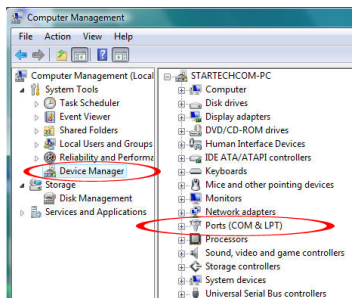 Computer Management
File Action View Help
Computer Management (Local
System Tools
Task Scheduler
Event Viewer
Shared Folders
Local Users and Groups
Reliability and Performa
Device Manager
Storage
Disk Management
Services and Applications
STARTECHCOM-PC
Computer
Disk drives
Display adapters
DVD/CD-ROM drives
Human Interface Devices
IDE ATA/ATAPI controllers
Keyboards
Mice and other pointing devices
Monitors
Network adapters
Ports (COM & LPT)
Processors
Sound, video and game controllers
Storage controllers
System devices
Universal Serial Bus controllers